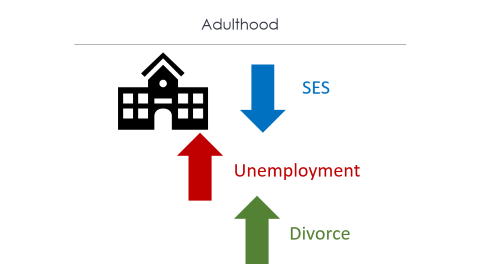 Adulthood
SES
Unemployment
Divorce